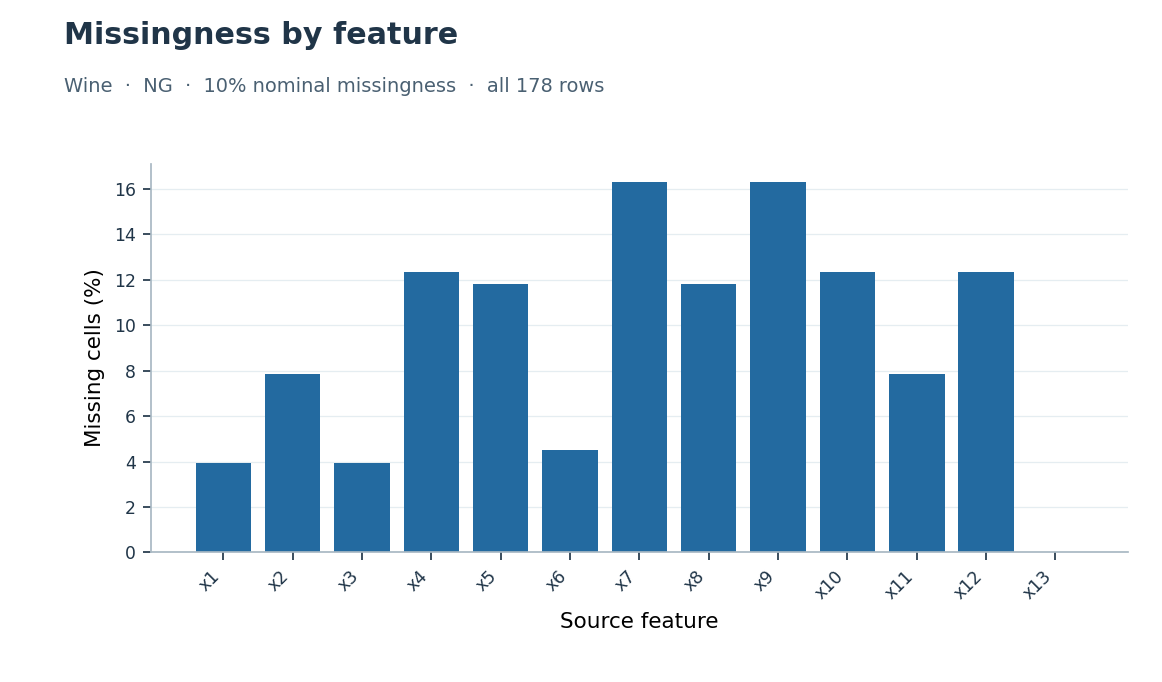 Missingness by feature
Wine · NG · 10% nominal missingness · all 178 rows
Missing cells (%)
16
14
12
10
8
6
4
2
0
x1 x2 x3 x4 x5 x6 x7 x8 x9 x10 x11 x12 x13
Source feature